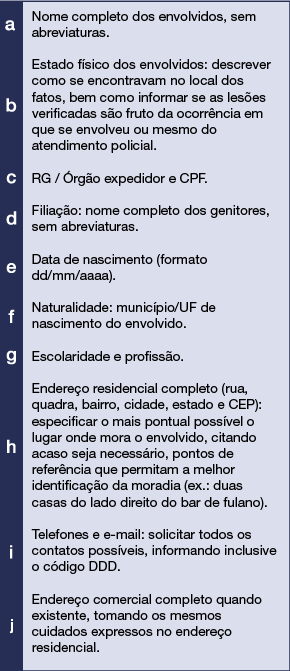 a Nome completo dos envolvidos, sem
abreviaturas.
b Estado físico dos envolvidos: descrever
como se encontravam no local dos
fatos, bem como informar se as lesões
verificadas são fruto da ocorrência em
que se envolveu ou mesmo do
atendimento policial.
c RG / Órgão expedidor e CPF.
d Filiação: nome completo dos genitores,
sem abreviaturas.
e Data de nascimento (formato
dd/mm/aaaa).
f Naturalidade: município/UF de
nascimento do envolvido.
g Escolaridade e profissão.
h Endereço residencial completo (rua,
quadra, bairro, cidade, estado e CEP):
especificar o mais pontual possível o
lugar onde mora o envolvido, citando
acaso seja necessário, pontos de
referência que permitam a melhor
identificação da moradia (ex.: duas
casas do lado direito do bar de fulano).
i Telefones e e-mail: solicitar todos os
contatos possíveis, informando inclusive
o código DDD.
j Endereço comercial completo quando
existente, tomando os mesmos
cuidados expressos no endereço
residencial.